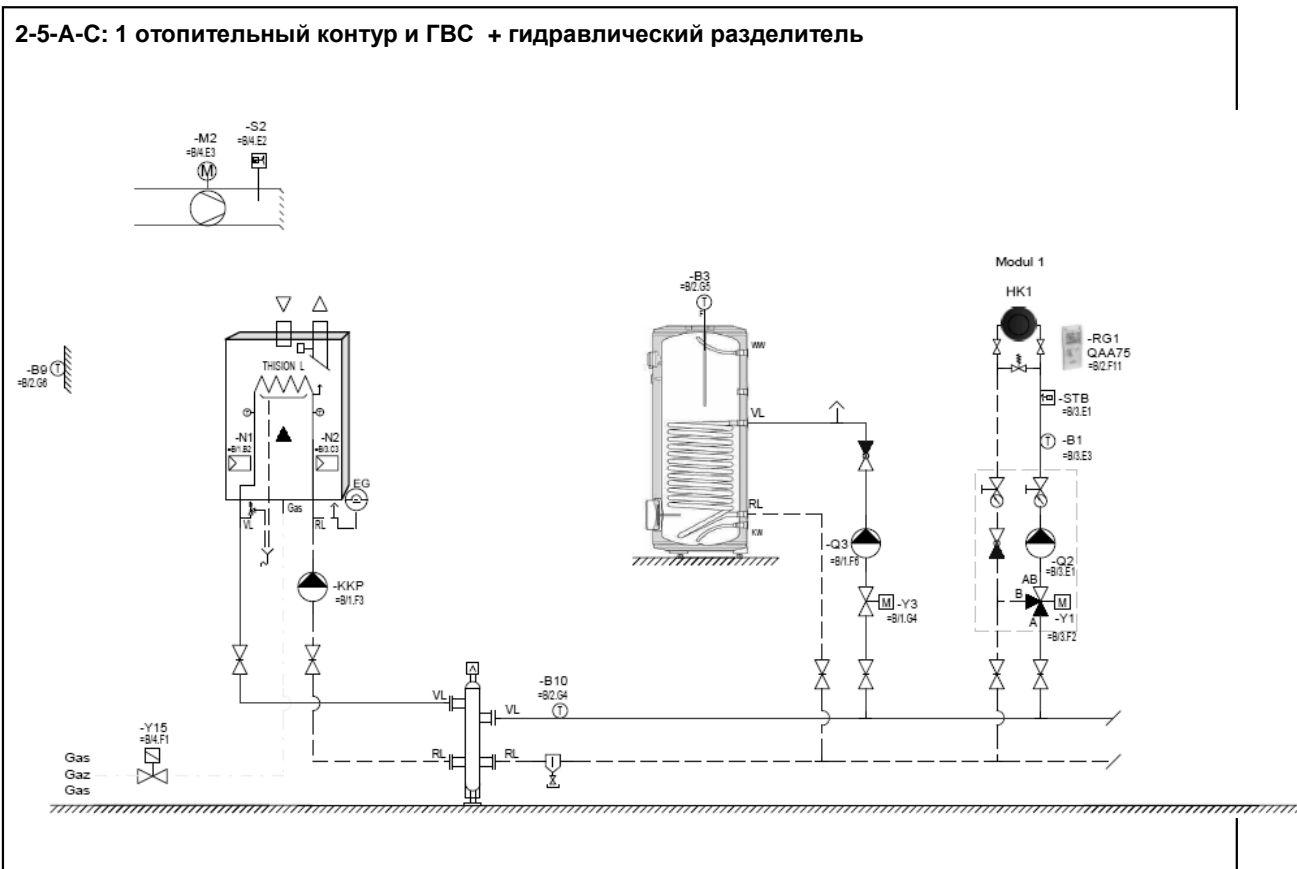 2-5-A-C: 1 отопительный контур и ГВС + гидравлический разделитель
-S2
=B/4.E2
-M2
=B/4.E3
M
Modul 1
HK1
-B3
=B/2.G5
T
F
-RG1
QAA75
=B/2.F11
WW
-B9
T
=B/2.G6
THISION L
-STB
=B/3.E1
VL
T
T
-N1
=B/1.B2
-N2
=B/3.C3
T
-B1
=B/3.E3
EG
VL
Gas
RL
RL
KW
-Q3
=B/1.F6
-Q2
=B/3.E1
-KKP
=B/1.F3
AB
B
M
-Y1
A
=B/3.F2
M
-Y3
=B/1.G4
-B10
=B/2.G4
T
VL
VL
-Y15
=B/4.F1
RL
RL
Gas
Gaz
Gas